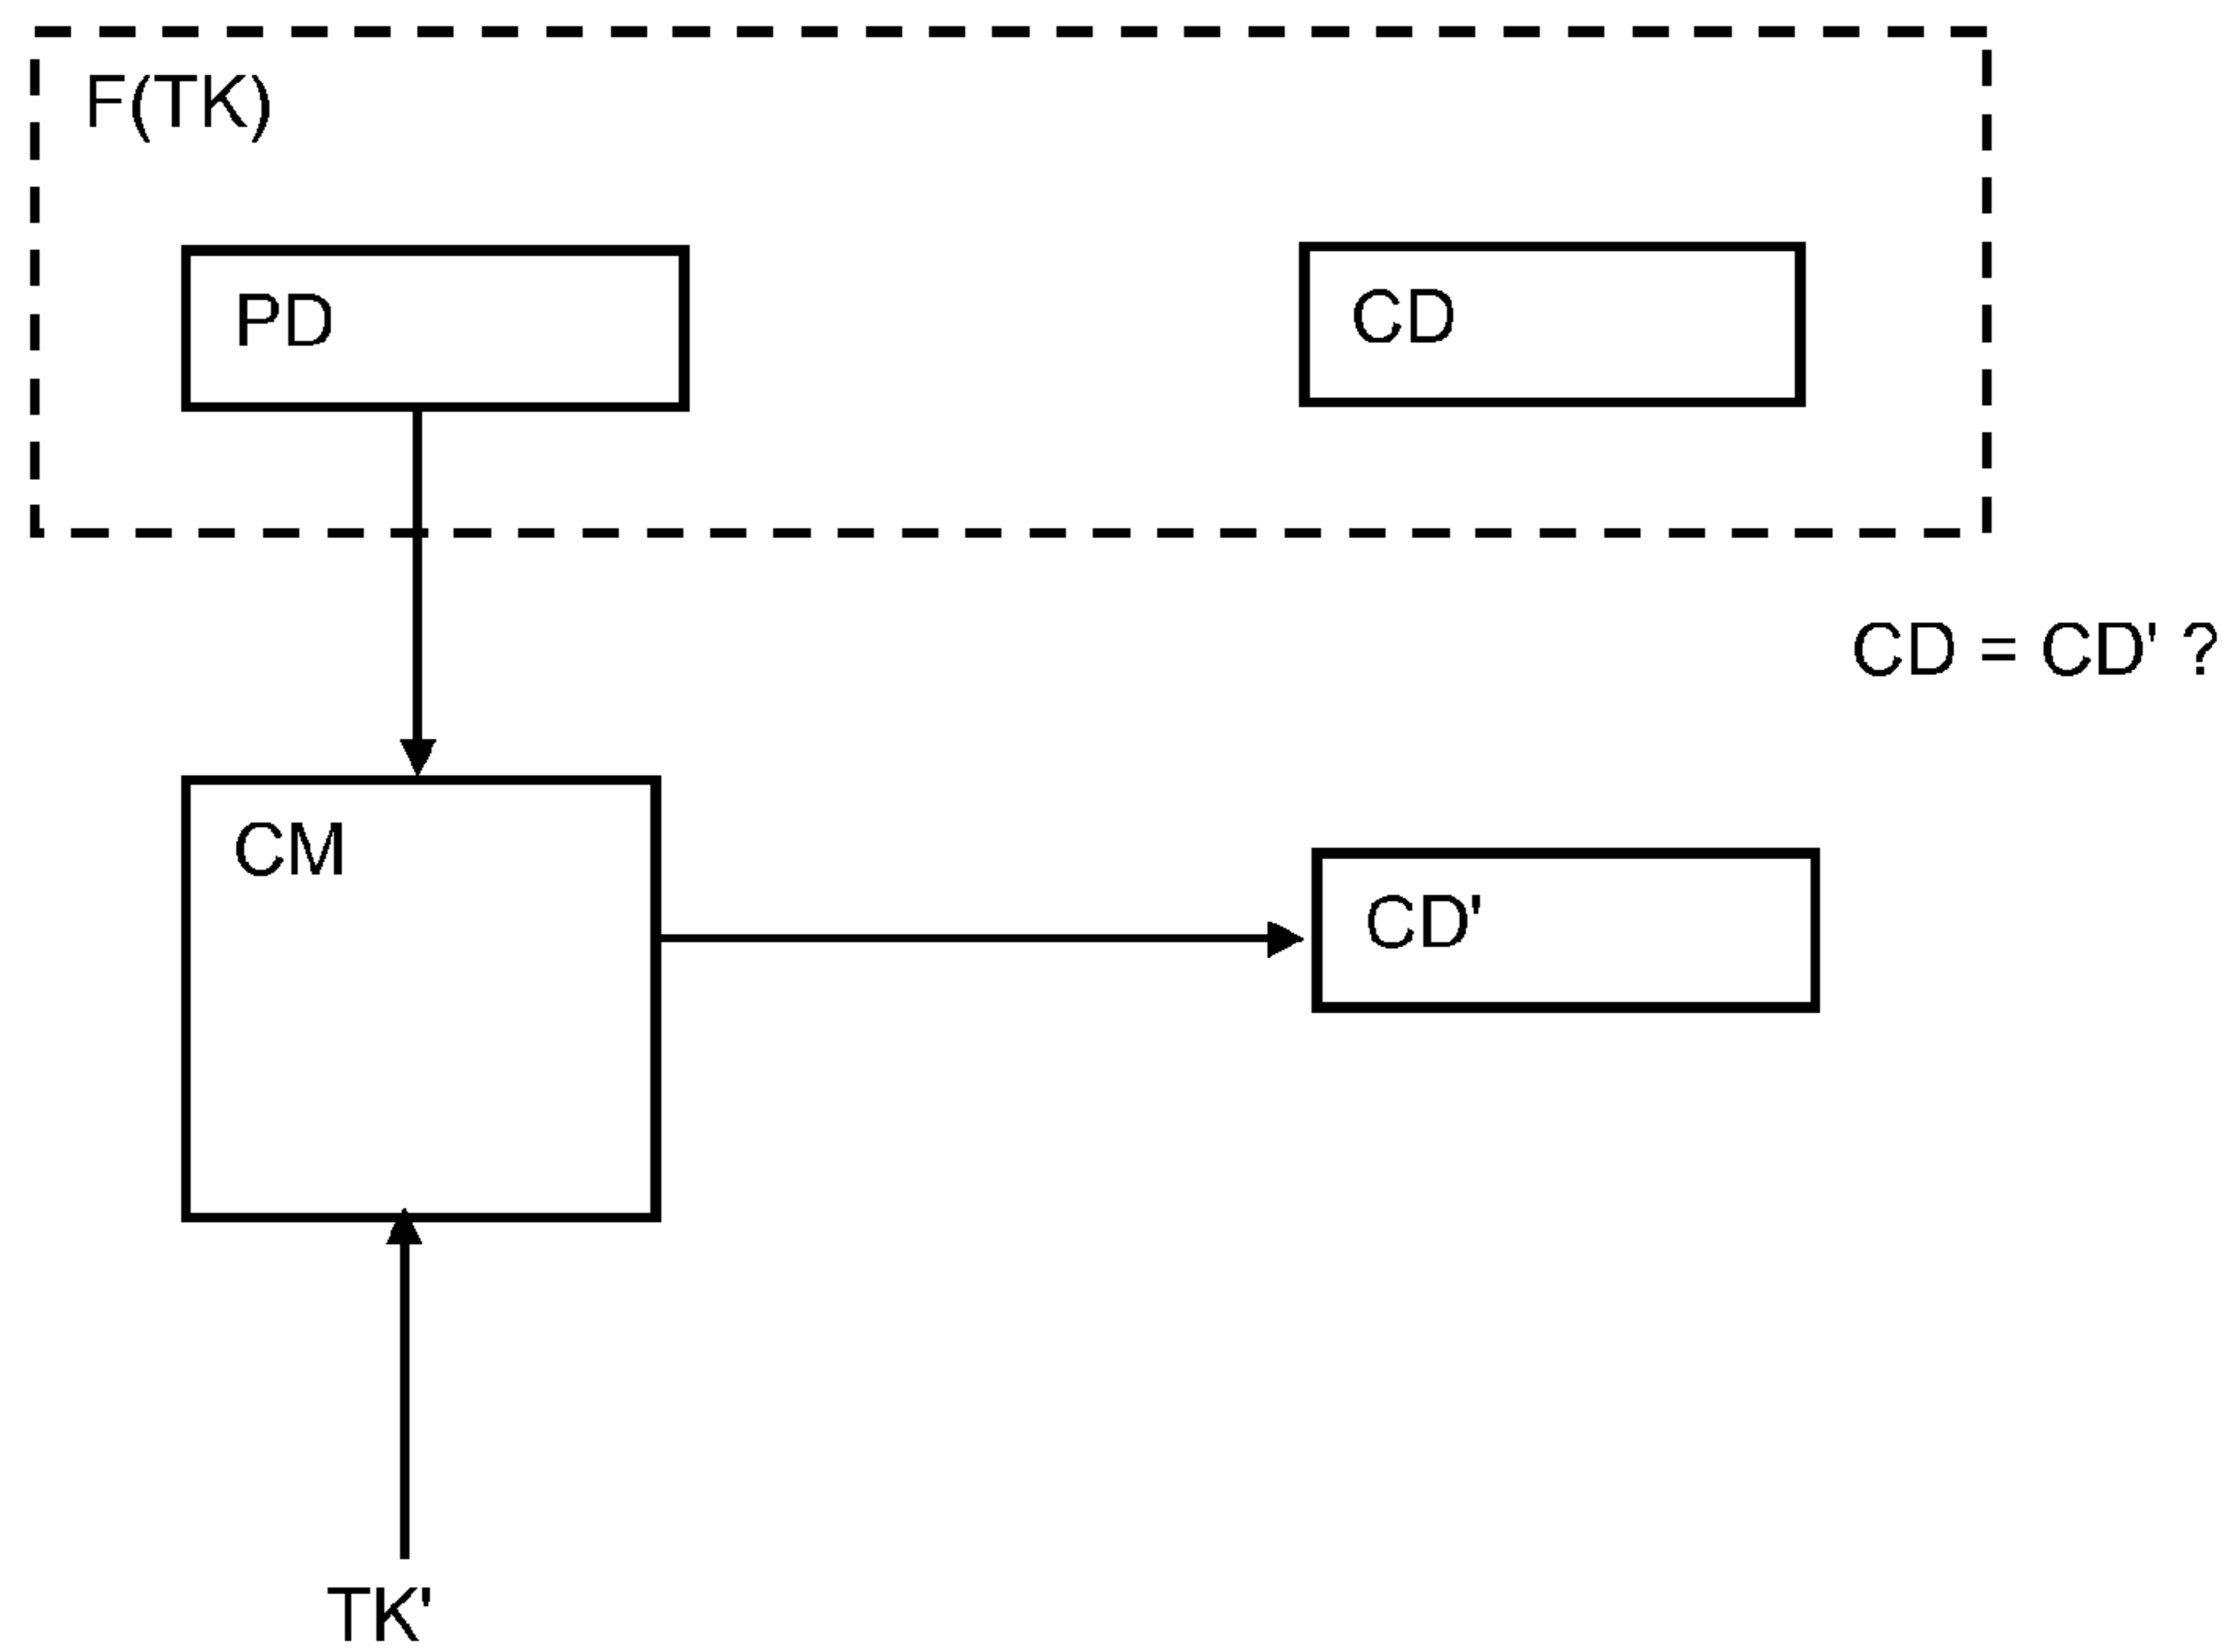 F(TK)
PD
CD
CD = CD' ?
CM
CD'
TK'